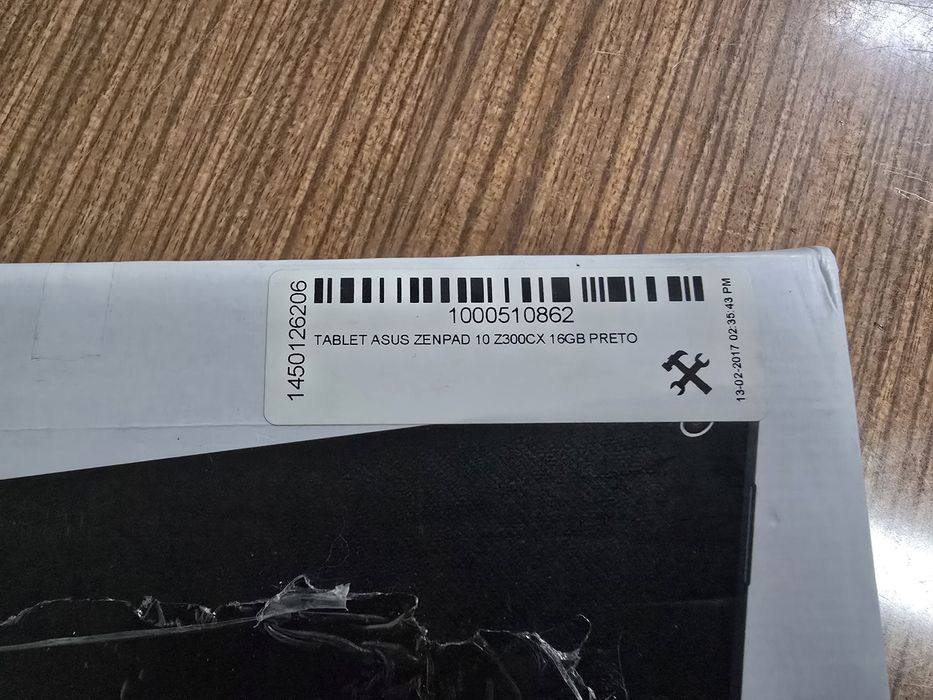 1450126206
1000510862
TABLET ASUS ZENPAD 10 Z300CX 16GB PRETO
13-02-2017 02:35:43 PM